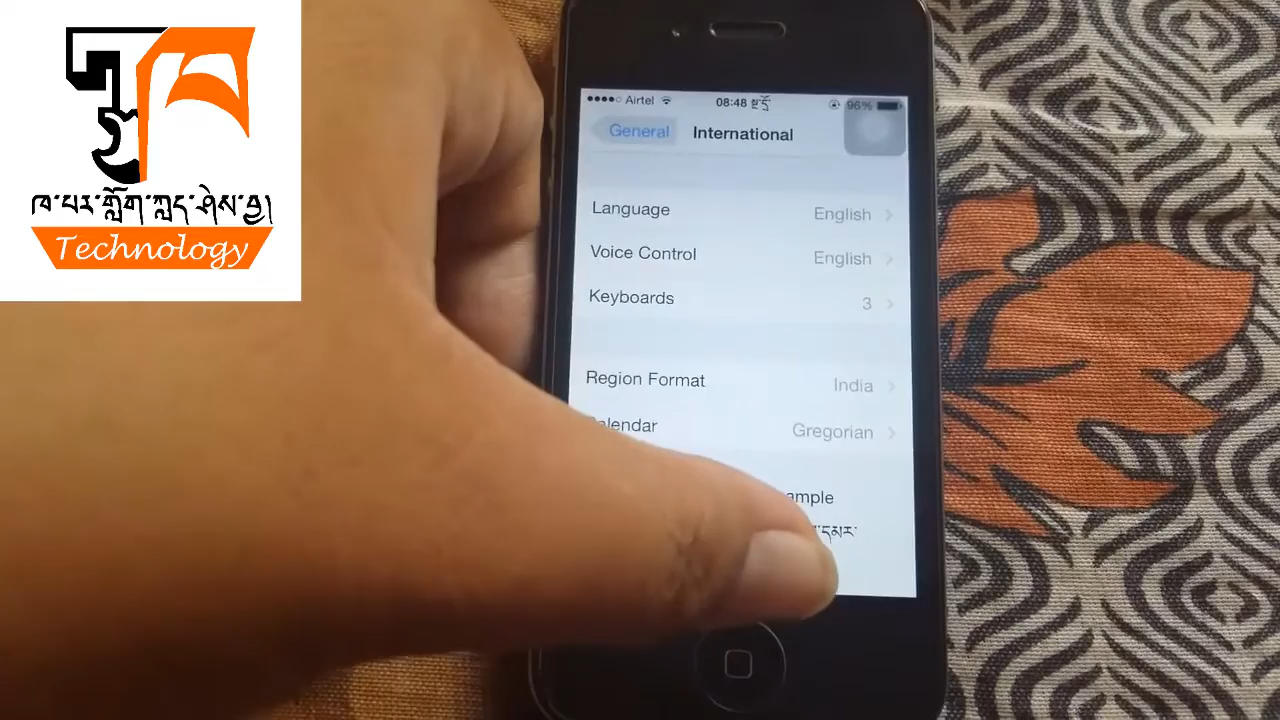 ཁ་པར་གློག་ཀླད་ཤེས་བྱ།
Technology
Airtel
08:48 སྔ་དྲོ་
96%
General
International
Language
English
Voice Control
English
Keyboards
3
Region Format
India
Calendar
Gregorian